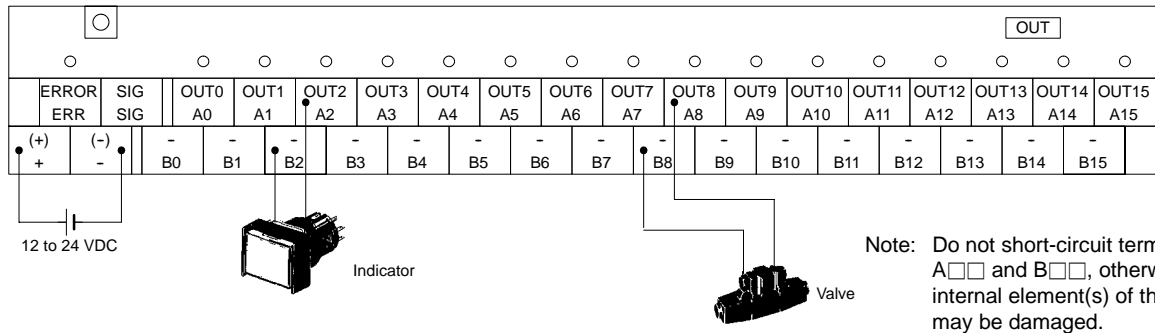 OUT
ERROR SIG OUT0 OUT1 OUT2 OUT3 OUT4 OUT5 OUT6 OUT7 OUT8 OUT9 OUT10 OUT11 OUT12 OUT13 OUT14 OUT15
ERR SIG A0 A1 A2 A3 A4 A5 A6 A7 A8 A9 A10 A11 A12 A13 A14 A15
(+) (-) - - - - - - - - - - - - - - - -
+ - B0 B1 B2 B3 B4 B5 B6 B7 B8 B9 B10 B11 B12 B13 B14 B15
12 to 24 VDC
Indicator
Valve
Note: Do not short-circuit term
A□□ and B□□, otherw
internal element(s) of th
may be damaged.